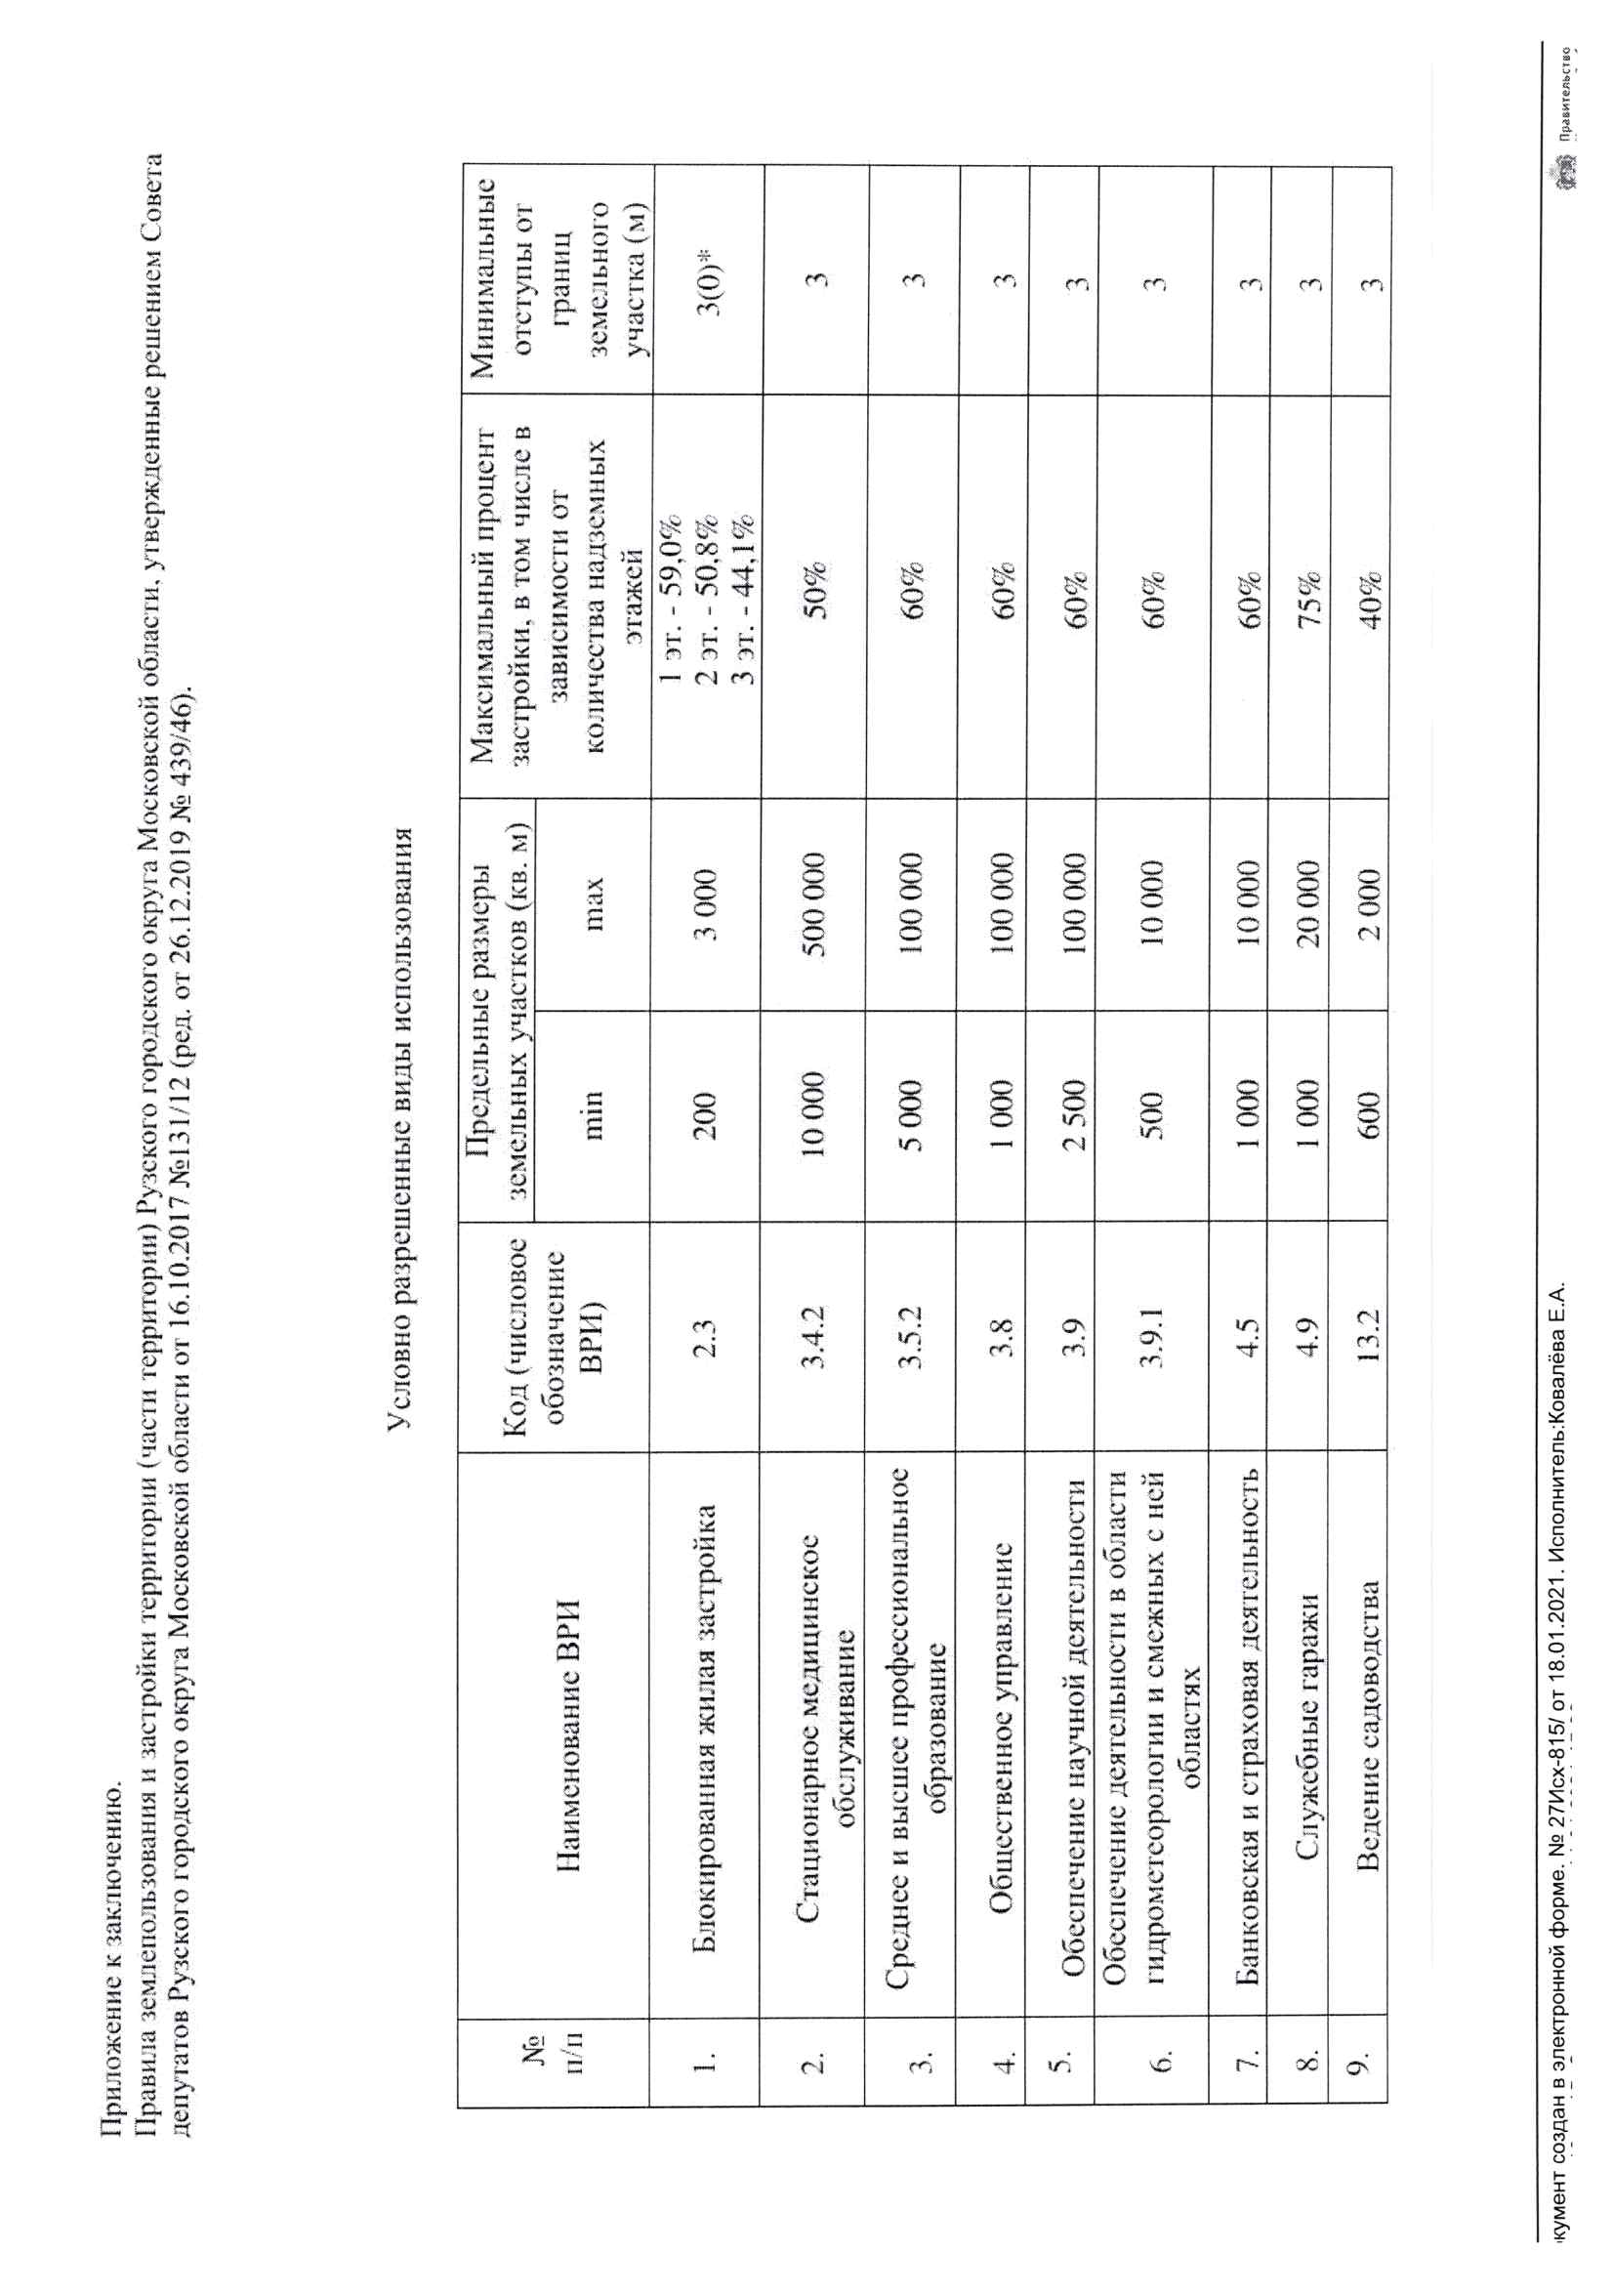 Приложение к заключению.
Правила землепользования и застройки территории (части территории) Рузского городского округа Московской области, утвержденные решением Совета
депутатов Рузского городского округа Московской области от 16.10.2017 №131/12 (ред. от 26.12.2019 № 439/46).
Условно разрешенные виды использования
№
п/п
Наименование ВРИ
Код (числовое
обозначение
ВРИ)
Предельные размеры
земельных участков (кв. м)
min
max
Максимальный процент
застройки, в том числе в
зависимости от
количества надземных
этажей
Минимальные
отступы от
границ
земельного
участка (м)
1.
Блокированная жилая застройка
2.3
200
3 000
1 эт. - 59,0%
2 эт. - 50,8%
3 эт. - 44,1%
3(0)*
2.
Стационарное медицинское
обслуживание
3.4.2
10 000
500 000
50%
3
3.
Среднее и высшее профессиональное
образование
3.5.2
5 000
100 000
60%
3
4.
Общественное управление
3.8
1 000
100 000
60%
3
5.
Обеспечение научной деятельности
3.9
2 500
100 000
60%
3
6.
Обеспечение деятельности в области
гидрометеорологии и смежных с ней
областях
3.9.1
500
10 000
60%
3
7.
Банковская и страховая деятельность
4.5
1 000
10 000
60%
3
8.
Служебные гаражи
4.9
1 000
20 000
75%
3
9.
Ведение садоводства
13.2
600
2 000
40%
3
кумент создан в электронной форме. № 27Исх-815/ от 18.01.2021. Исполнитель:Ковалёва Е.А.
Правительство